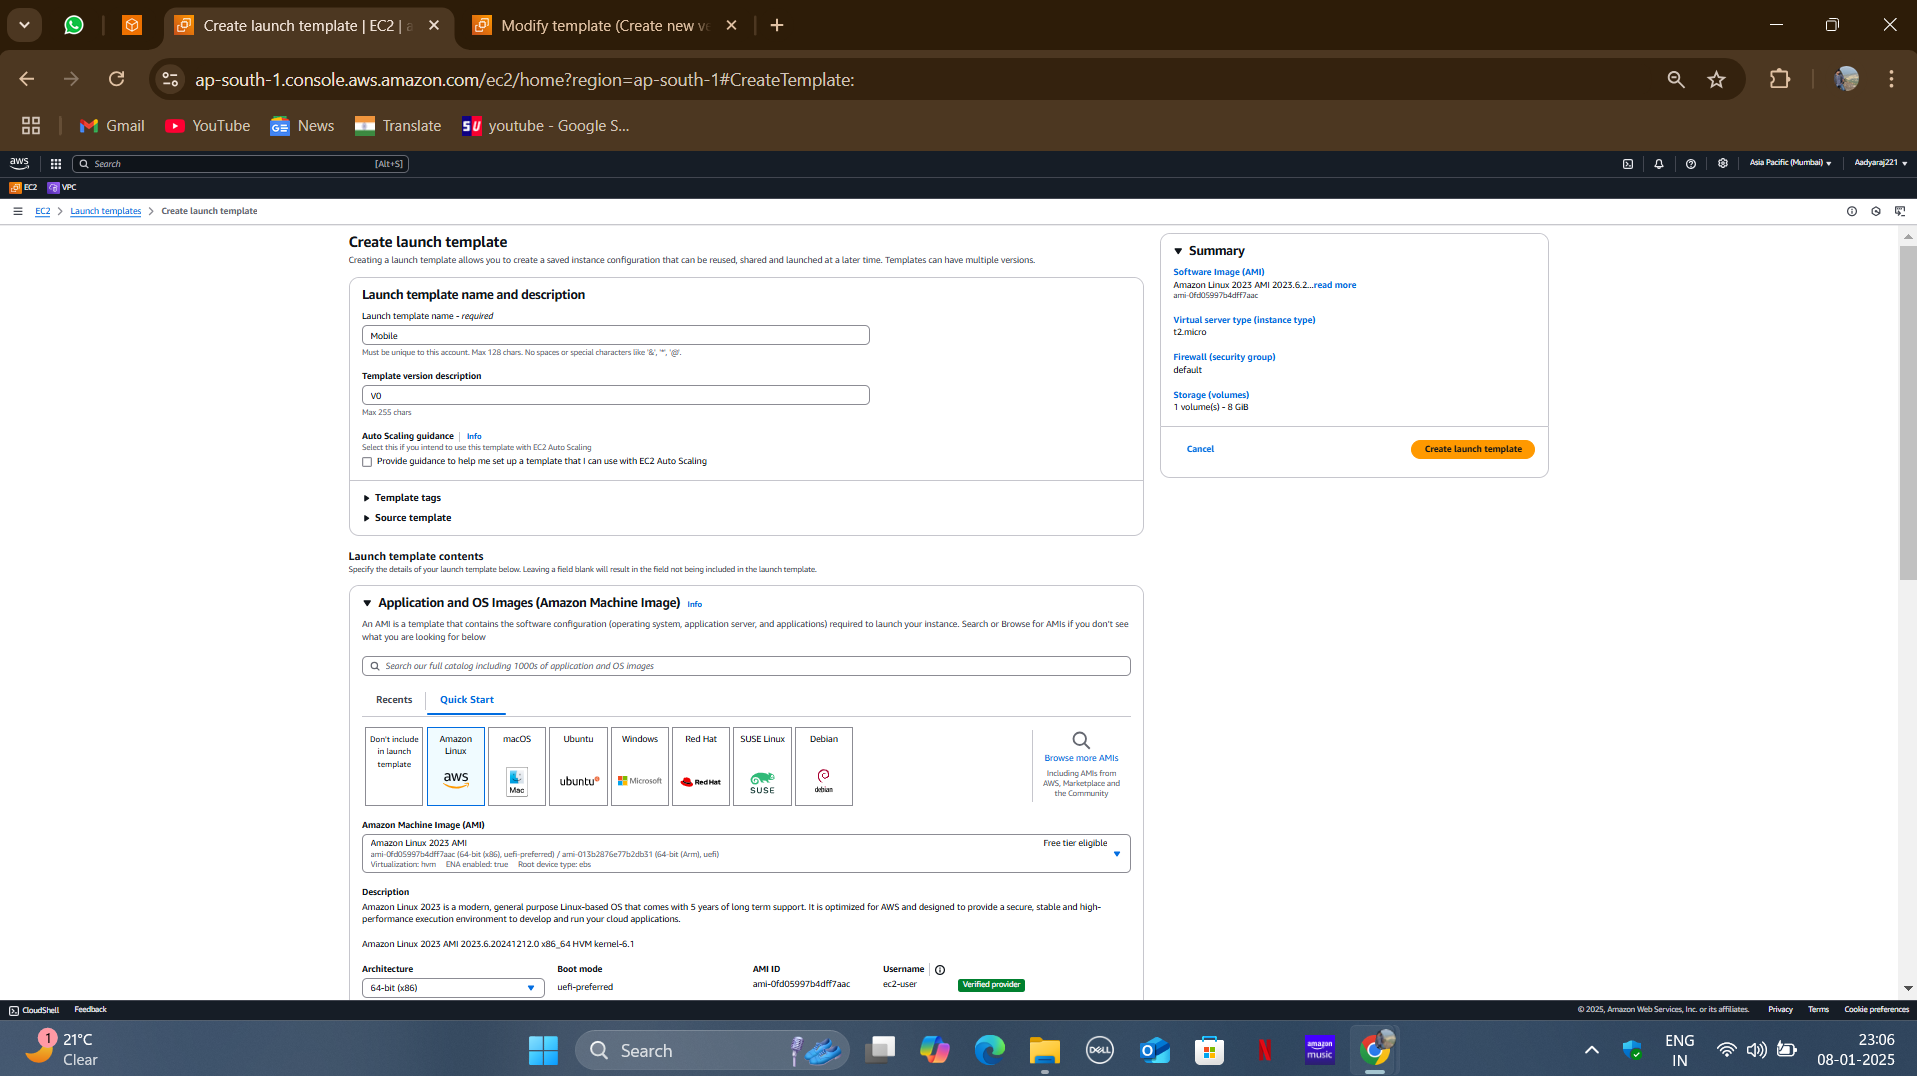 Create launch template | EC2 | a
Modify template (Create new ve
ap-south-1.console.aws.amazon.com/ec2/home?region=ap-south-1#CreateTemplate:
Gmail
YouTube
News
Translate
SU
youtube - Google S...
aws
Search
[Alt+S]
Asia Pacific (Mumbai)
Aadyaraj221
EC2
VPC
EC2 > Launch templates > Create launch template
Create launch template
Creating a launch template allows you to create a saved instance configuration that can be reused, shared and launched at a later time. Templates can have multiple versions.
Launch template name and description
Launch template name - required
Mobile
Must be unique to this account. Max 128 chars. No spaces or special characters like '&', '*', '@'.
Template version description
V0
Max 255 chars
Auto Scaling guidance
Info
Select this if you intend to use this template with EC2 Auto Scaling
Provide guidance to help me set up a template that I can use with EC2 Auto Scaling
Template tags
Source template
Summary
Software Image (AMI)
Amazon Linux 2023 AMI 2023.6.2...read more
ami-0fd05997b4dff7aac
Virtual server type (instance type)
t2.micro
Firewall (security group)
default
Storage (volumes)
1 volume(s) - 8 GiB
Cancel
Create launch template
Launch template contents
Specify the details of your launch template below. Leaving a field blank will result in the field not being included in the launch template.
Application and OS Images (Amazon Machine Image)
Info
An AMI is a template that contains the software configuration (operating system, application server, and applications) required to launch your instance. Search or Browse for AMIs if you don't see
what you are looking for below
Search our full catalog including 1000s of application and OS images
Recents
Quick Start
Don't include
in launch
template
Amazon
Linux
aws
macOS
Mac
Ubuntu
ubuntu
Windows
Microsoft
Red Hat
Red Hat
SUSE Linux
SUSE
Debian
debian
Browse more AMIs
Including AMIs from
AWS, Marketplace and
the Community
Amazon Machine Image (AMI)
Amazon Linux 2023 AMI
Free tier eligible
ami-0fd05997b4dff7aac (64-bit (x86), uefi-preferred) / ami-013b2876e77b2db31 (64-bit (Arm), uefi)
Virtualization: hvm ENA enabled: true Root device type: ebs
Description
Amazon Linux 2023 is a modern, general purpose Linux-based OS that comes with 5 years of long term support. It is optimized for AWS and designed to provide a secure, stable and high-
performance execution environment to develop and run your cloud applications.
Amazon Linux 2023 AMI 2023.6.20241212.0 x86_64 HVM kernel-6.1
Architecture
Boot mode
AMI ID
Username
64-bit (x86)
uefi-preferred
ami-0fd05997b4dff7aac
ec2-user
Verified provider
CloudShell
Feedback
© 2025, Amazon Web Services, Inc. or its affiliates.
Privacy
Terms
Cookie preferences
1
21°C
Clear
Search
DELL
amazon
music
ENG
IN
23:06
08-01-2025